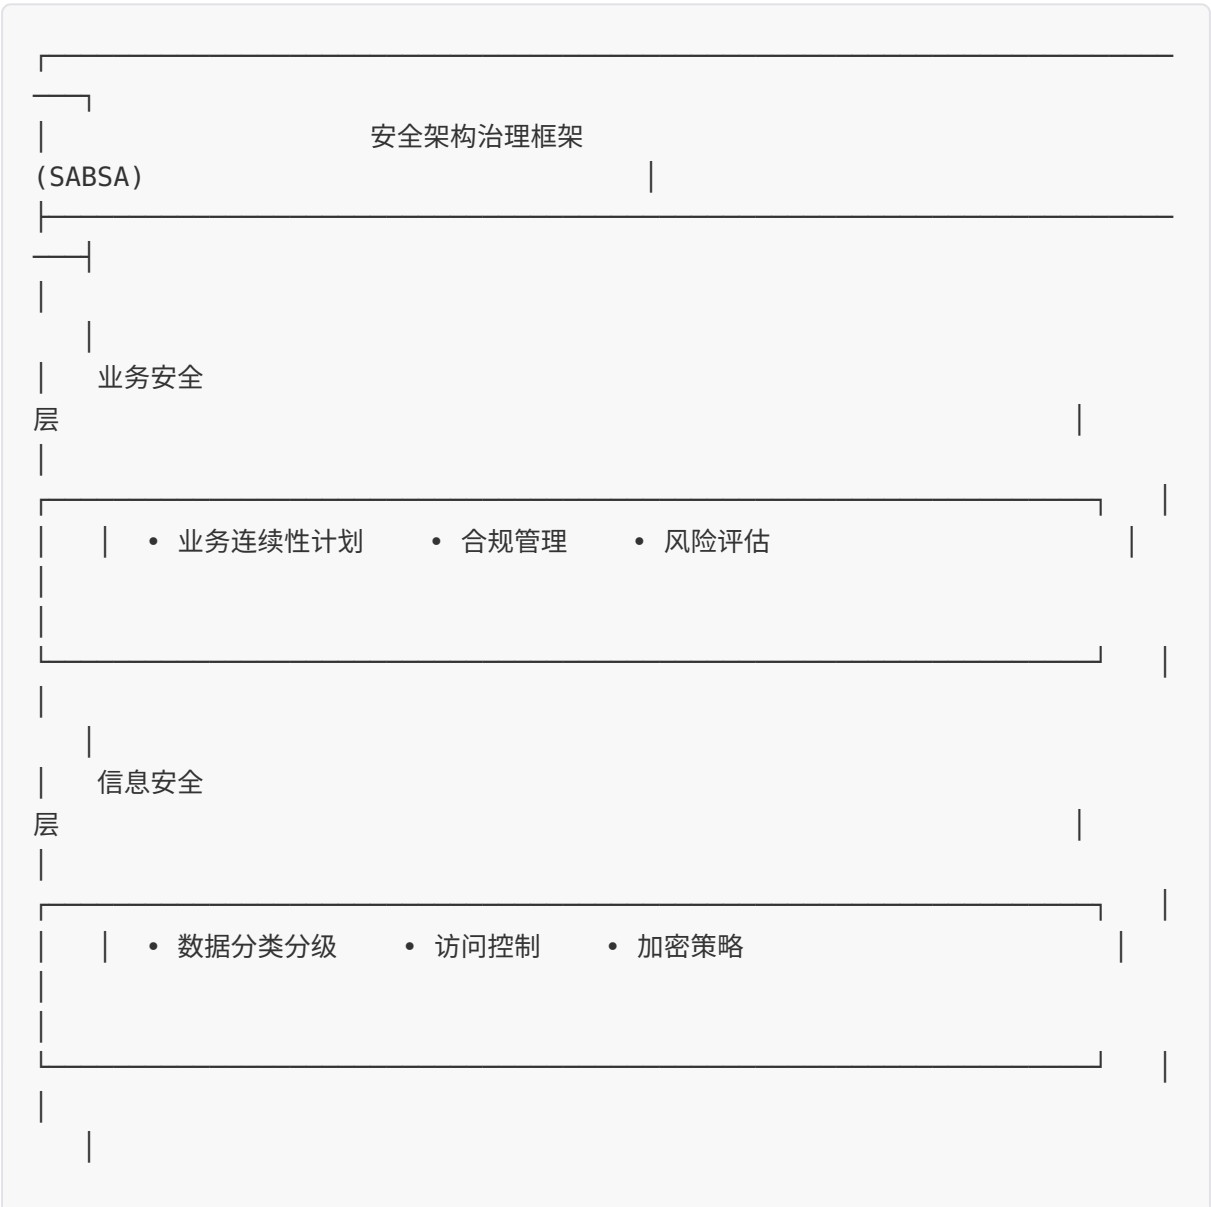 安全架构治理框架
(SABSA)
业务安全
层
• 业务连续性计划 • 合规管理 • 风险评估
信息安全
层
• 数据分类分级 • 访问控制 • 加密策略